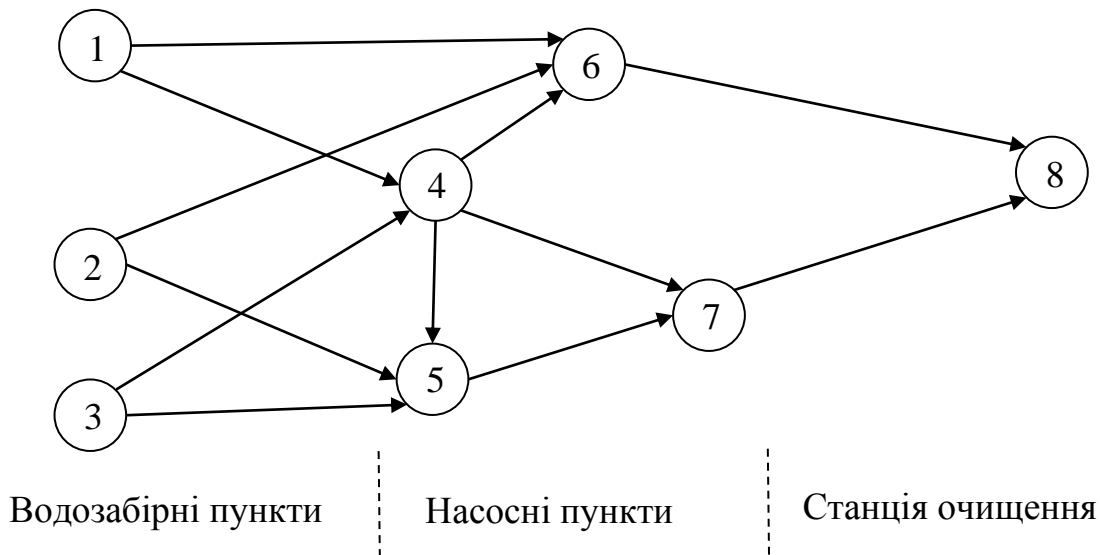 1
6
4
8
2
7
5
3
Водозабірні пункти
Насосні пункти
Станція очищення